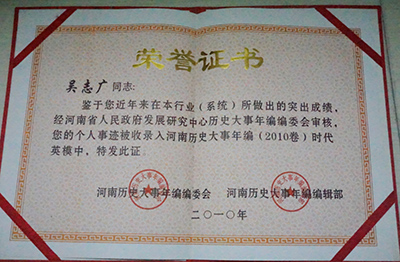 荣誉证书
吴志广同志:
鉴于您近年来在本行业(系统)所做出的突出成绩,
经河南省人民政府发展研究中心历史大事年编编委会审核,
您的个人事迹被收录入河南历史大事年编(2010卷)时代
英模中,特发此证。
河南历史大事年编编委会 河南历史大事年编编辑部
二〇一〇年